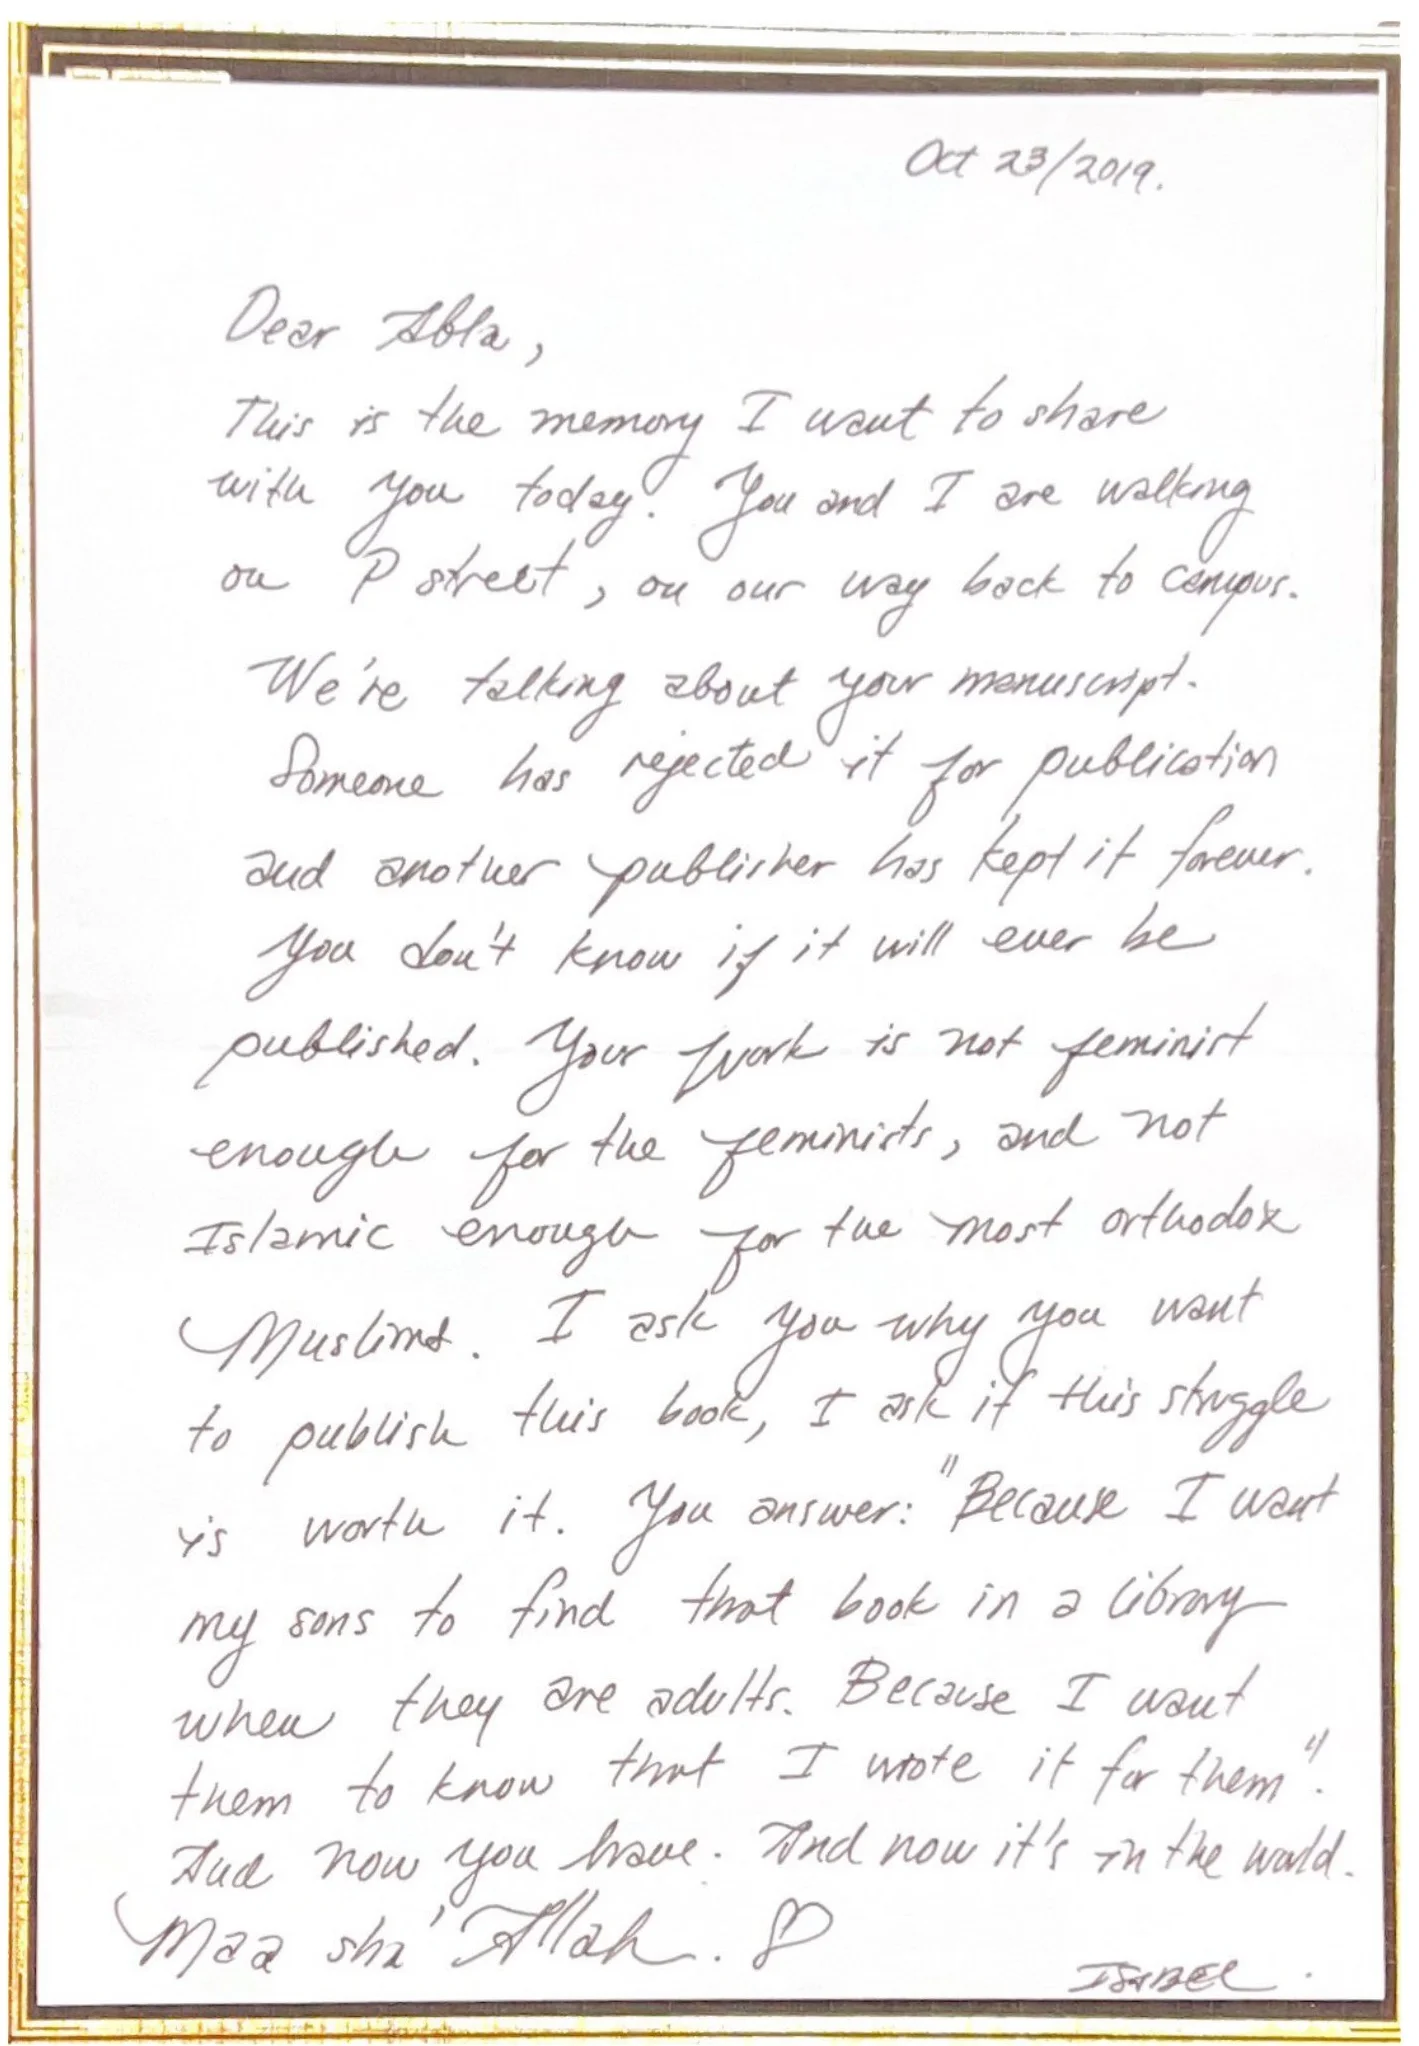 Oct 23/2019.
Dear Abla,
This is the memory I want to share
with you today. You and I are walking
on P street, on our way back to campus.
We're talking about your manuscript.
Someone has rejected it for publication
and another publisher has kept it forever.
You don't know if it will ever be
published. Your work is not feminist
enough for the feminists, and not
Islamic enough for the most orthodox
Muslims. I ask you why you want
to publish this book, I ask if this struggle
is worth it. You answer: "Because I want
my sons to find that book in a library
when they are adults. Because I want
them to know that I wrote it for them".
And now you have. And now it's in the world.
Maa sha' Allah. ♡
ISABEL.